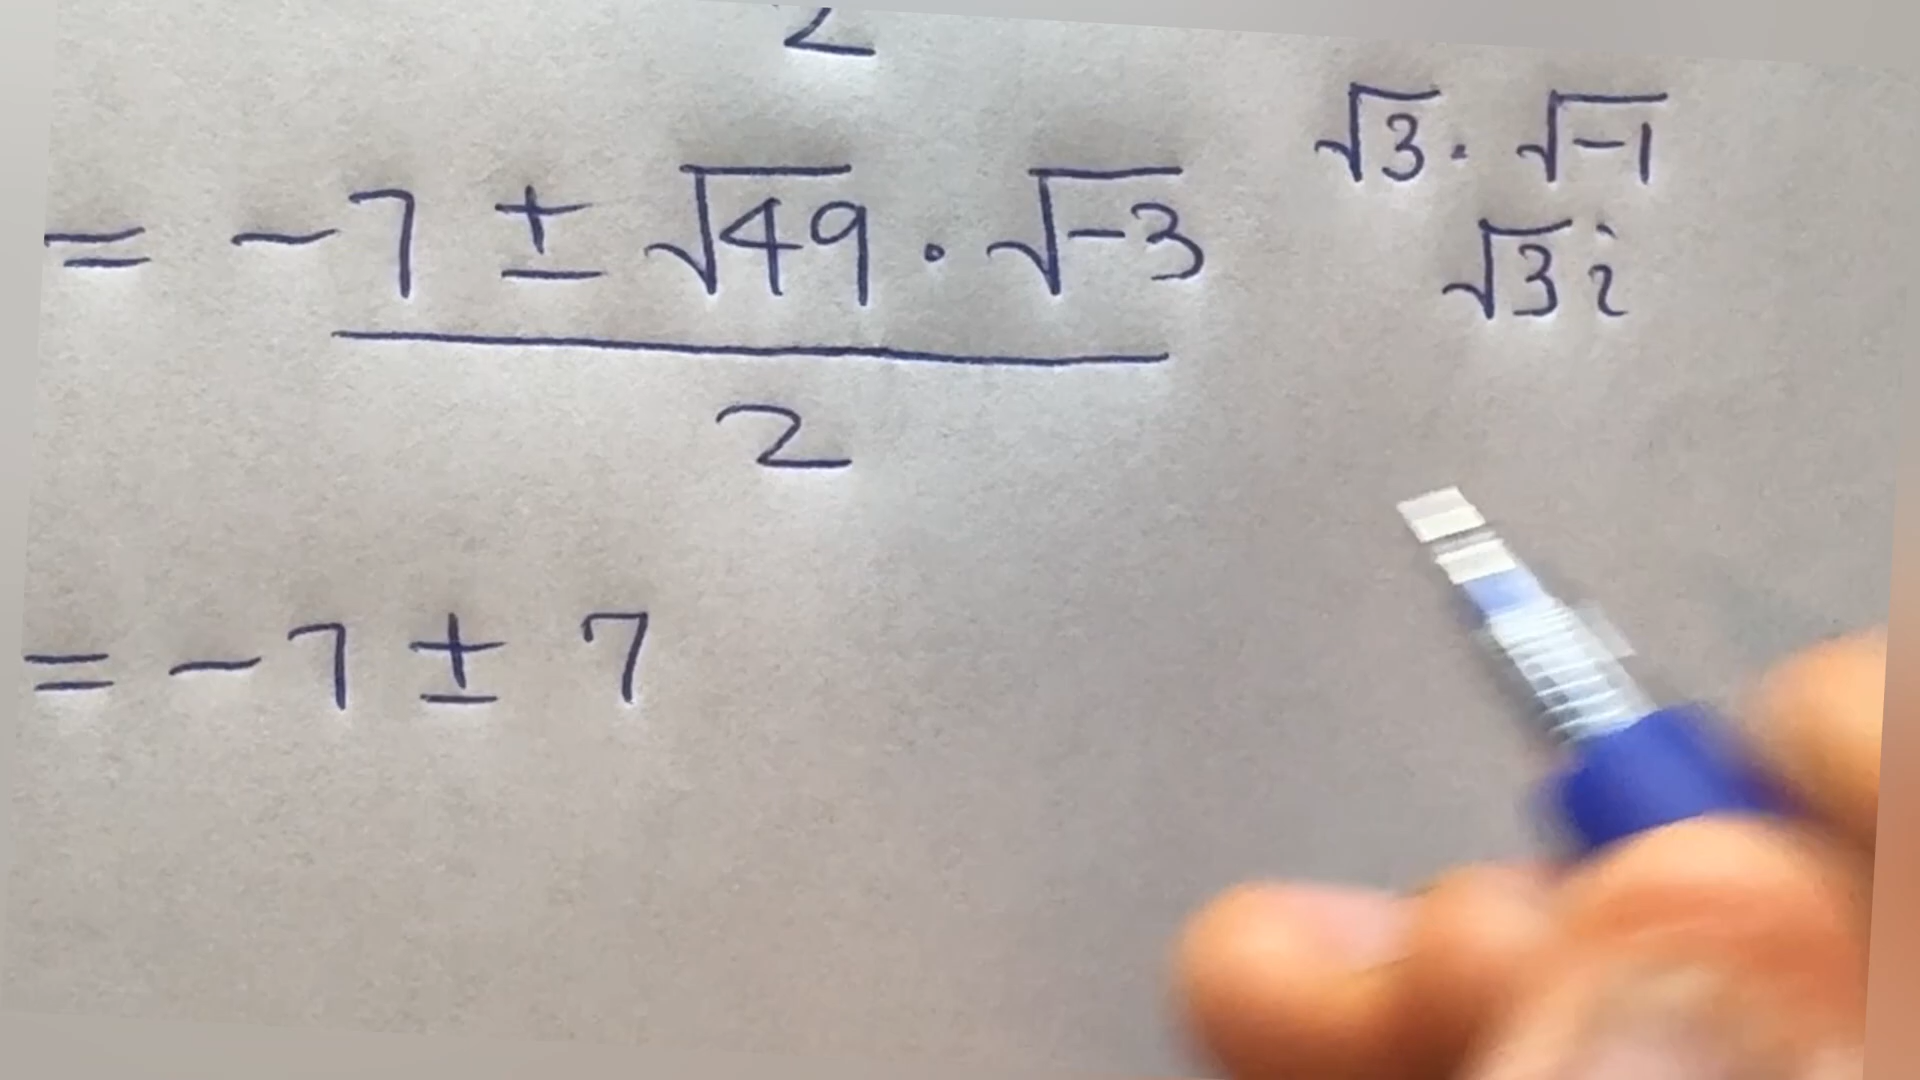 2
= -7 ± √49 · √-3
2
√3 · √-1
√3 i
= -7 ± 7